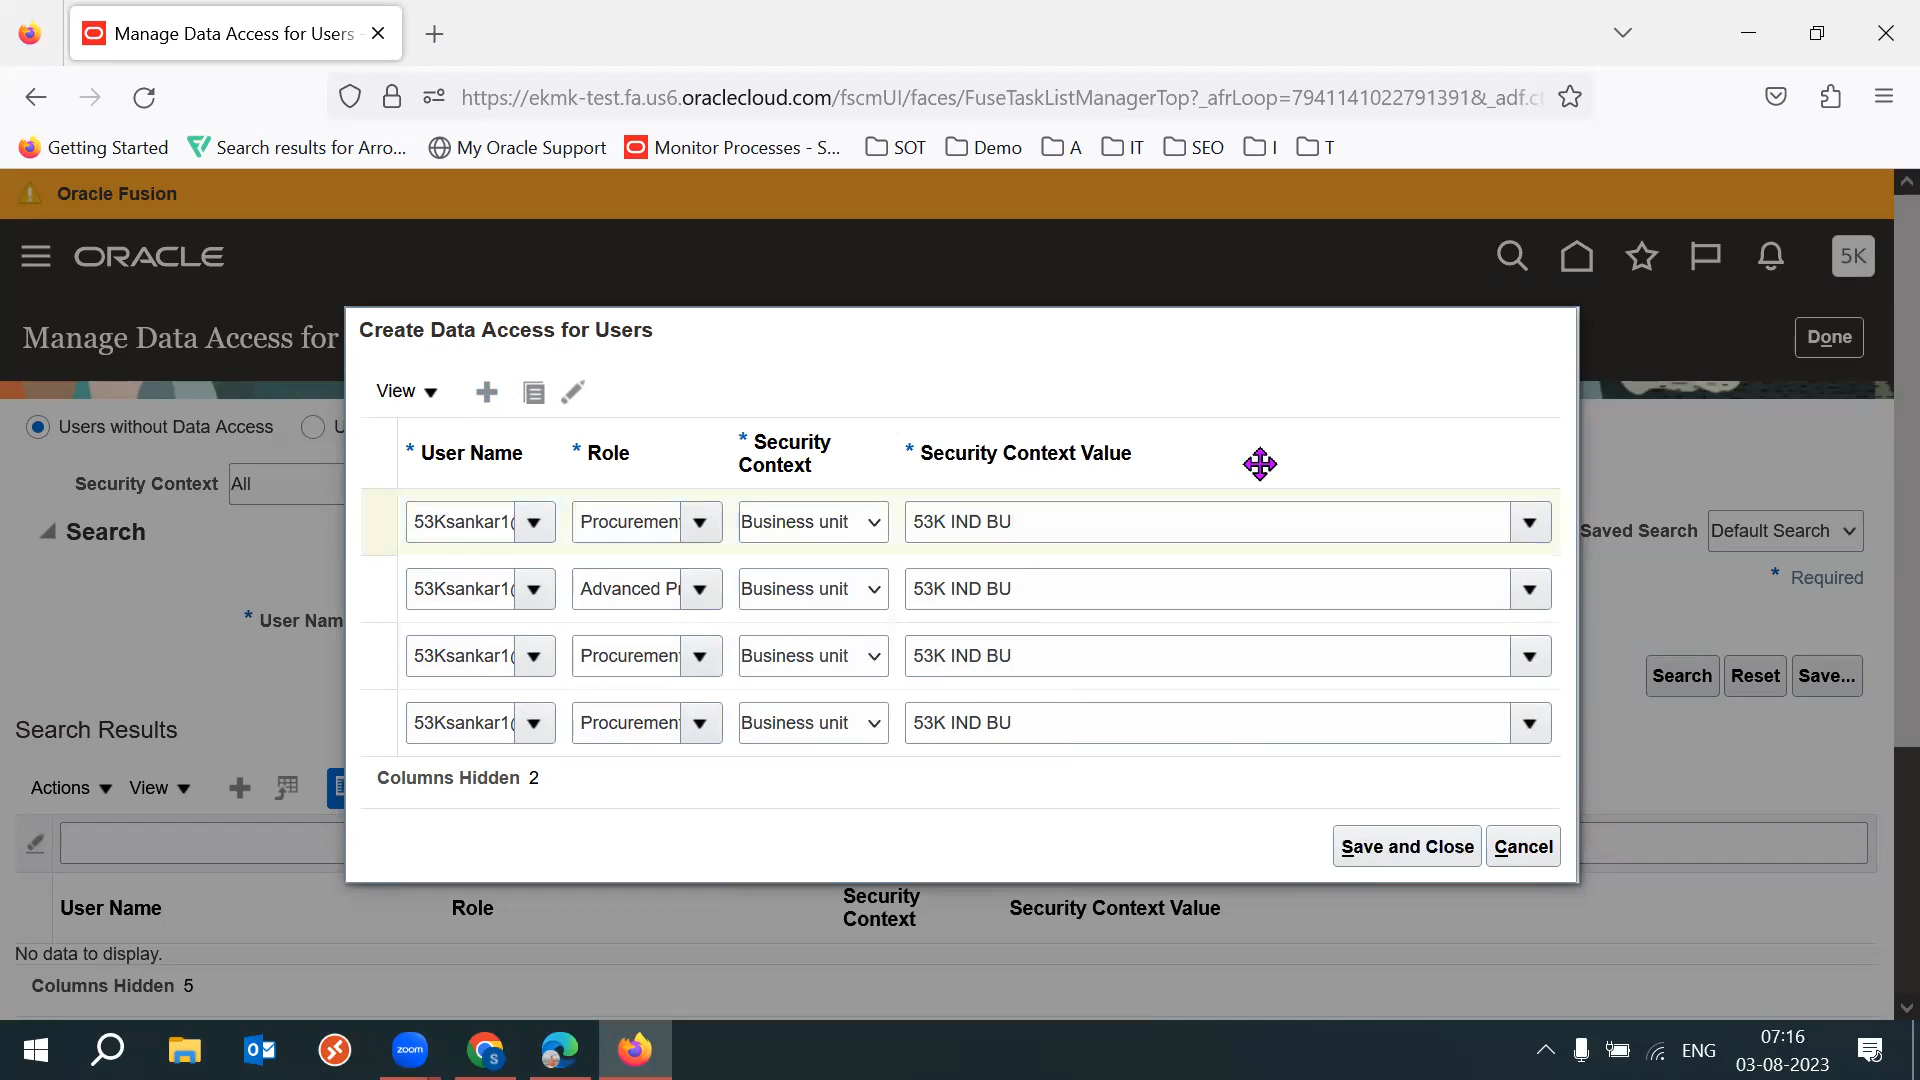 Manage Data Access for Users
https://ekmk-test.fa.us6.oraclecloud.com/fscmUI/faces/FuseTaskListManagerTop?_afrLoop=7941141022791391&_adf.ct
Getting Started
Search results for Arro...
My Oracle Support
Monitor Processes - S...
SOT
Demo
A
IT
SEO
I
T
Oracle Fusion
ORACLE
5K
Manage Data Access for
Done
Create Data Access for Users
View
* User Name
* Role
* Security Context
* Security Context Value
53Ksankar1(
Procurement
Business unit
53K IND BU
53Ksankar1(
Advanced Pr
Business unit
53K IND BU
53Ksankar1(
Procurement
Business unit
53K IND BU
53Ksankar1(
Procurement
Business unit
53K IND BU
Columns Hidden 2
Save and Close
Cancel
Users without Data Access
U
Security Context
All
Search
Saved Search
Default Search
* Required
* User Nam
Search
Reset
Save...
Search Results
Actions
View
User Name
Role
Security Context
Security Context Value
No data to display.
Columns Hidden 5
zoom
S
ENG
07:16
03-08-2023